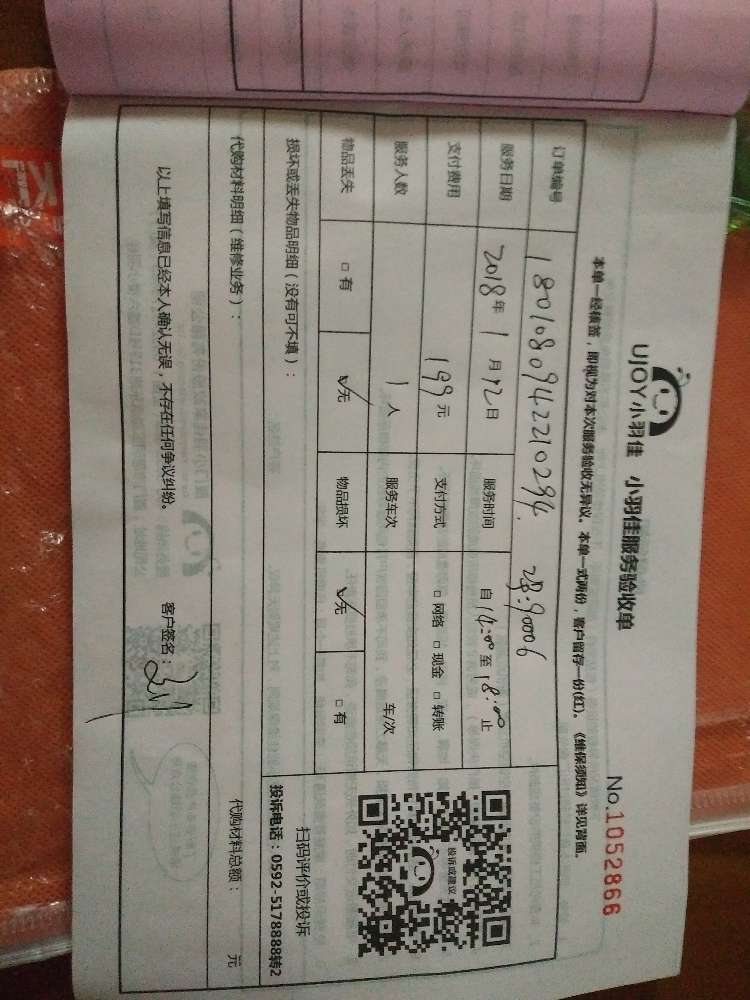 UJOY小羽佳 小羽佳服务验收单
No.1052866
本单一经核签，即视为对本次服务验收无异议。本单一式两份，客户留存一份(红)。《维保须知》详见背面。
订单编号 1801080942210294. 2号:90006
服务日期 2018年1月12日 服务时间 自14:00至18:00止
支付费用 199元 支付方式 □网络 □现金 □转账
服务人数 1人 服务车次 车/次
物品丢失 □有 ☑无 物品损坏 ☑无 □有
投诉或建议
扫码评价或投诉
投诉电话：0592-5178888转2
损坏或丢失物品明细（没有可不填）：
代购材料明细（维修业务）： 代购材料总额： 元
以上填写信息已经本人确认无误，不存在任何争议纠纷。 客户签名：